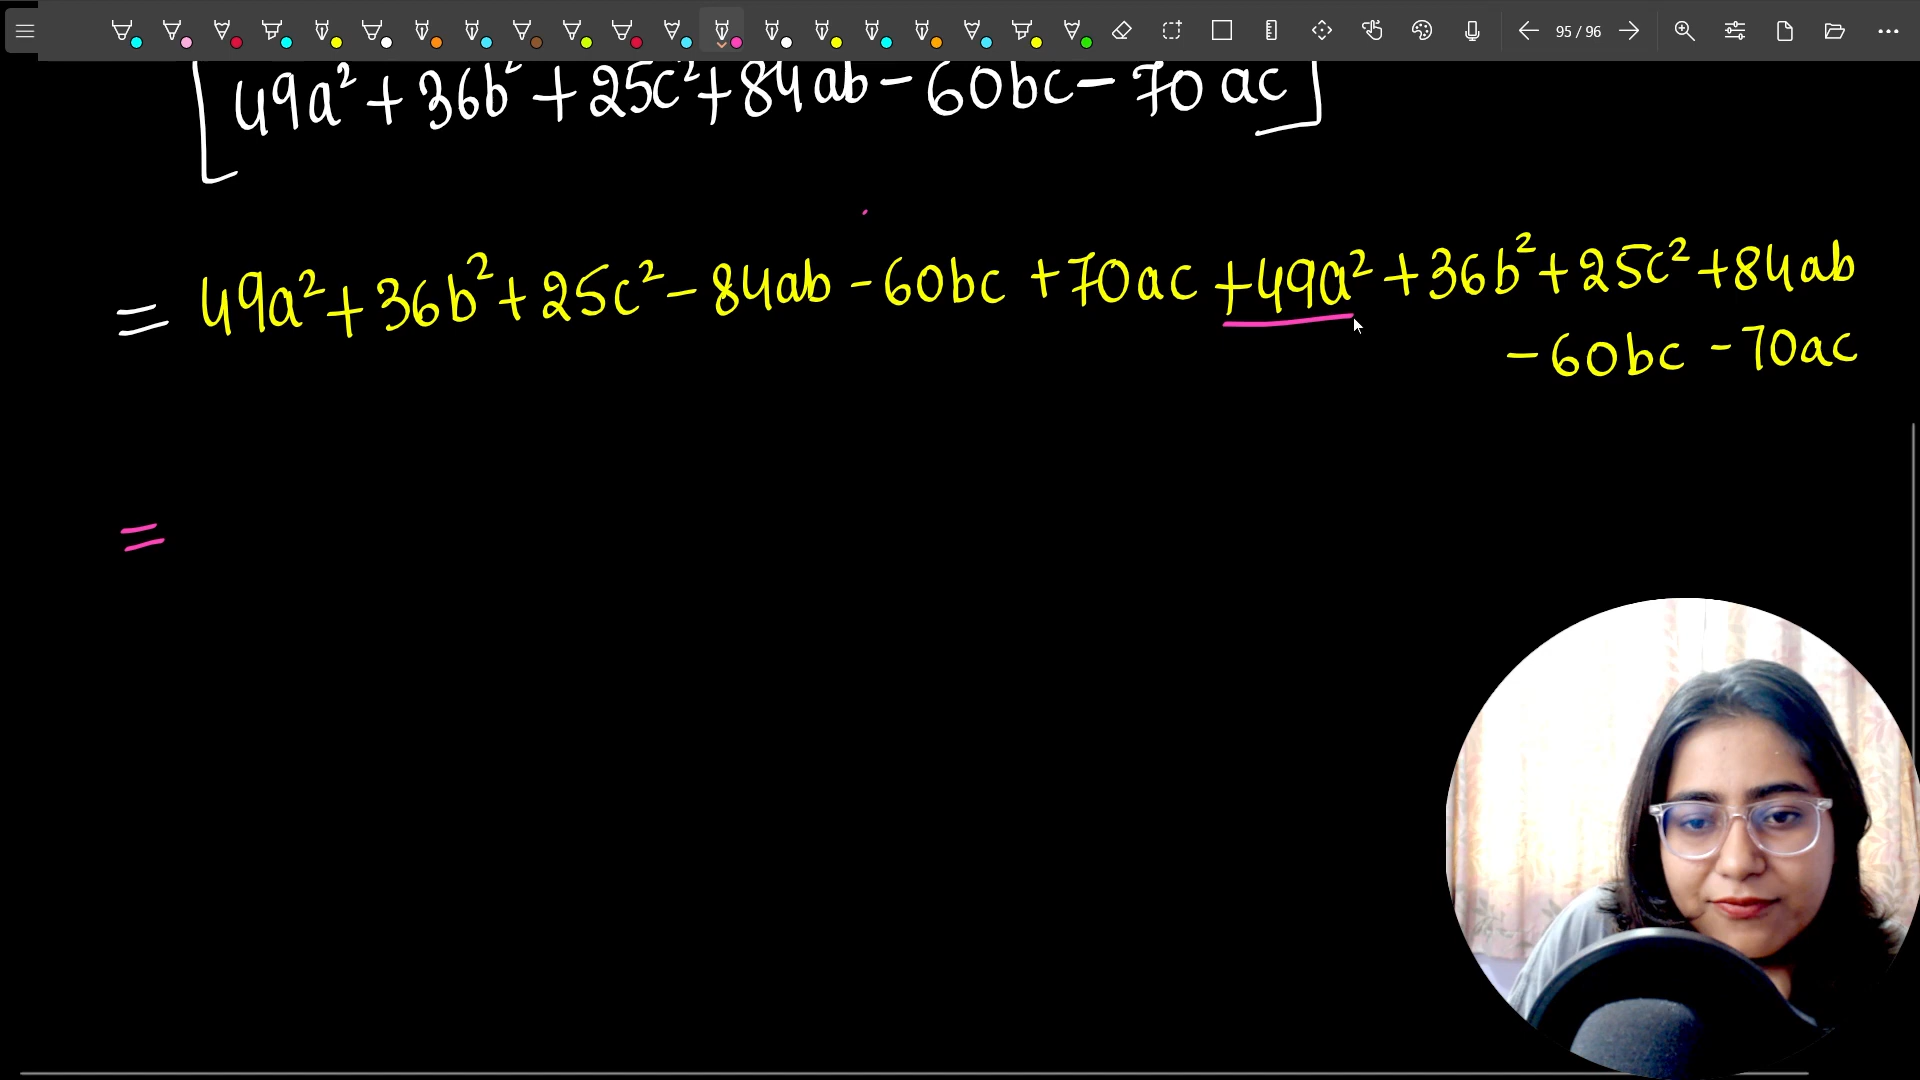 95 / 96
[49a² + 36b² + 25c² + 84ab - 60bc - 70ac]
= 49a² + 36b² + 25c² - 84ab - 60bc + 70ac + 49a² + 36b² + 25c² + 84ab
- 60bc - 70ac
=